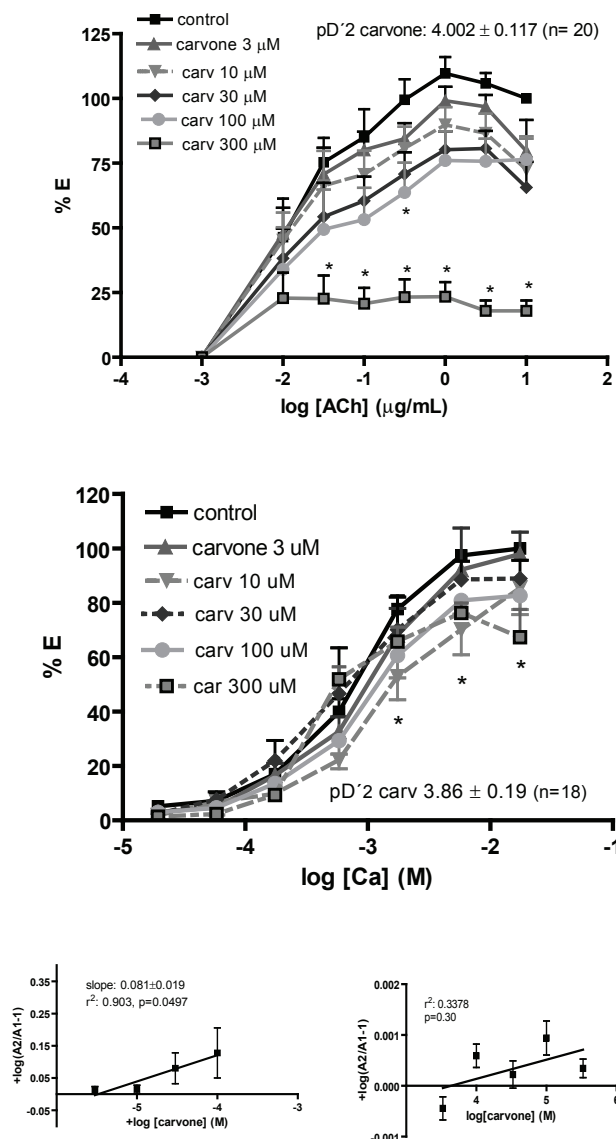 125
100
75
50
25
0
% E
control
carvone 3 μM
carv 10 μM
carv 30 μM
carv 100 μM
carv 300 μM
pD´2 carvone: 4.002 ± 0.117 (n= 20)
*
* * * * * *
-4 -3 -2 -1 0 1 2
log [ACh] (μg/mL)
120
100
80
60
40
20
0
% E
control
carvone 3 uM
carv 10 uM
carv 30 uM
carv 100 uM
car 300 uM
* * *
pD´2 carv 3.86 ± 0.19 (n=18)
-5 -4 -3 -2 -1
log [Ca] (M)
0.35
0.25
0.15
0.05
-0.05
+log(A2/A1-1)
slope: 0.081±0.019
r²: 0.903, p=0.0497
-5 -4 -3
+log [carvone] (M)
0.002
0.001
0.000
-0.001
+log(A2/A1-1)
r²: 0.3378
p=0.30
4 5 6
log[carvone] (M)